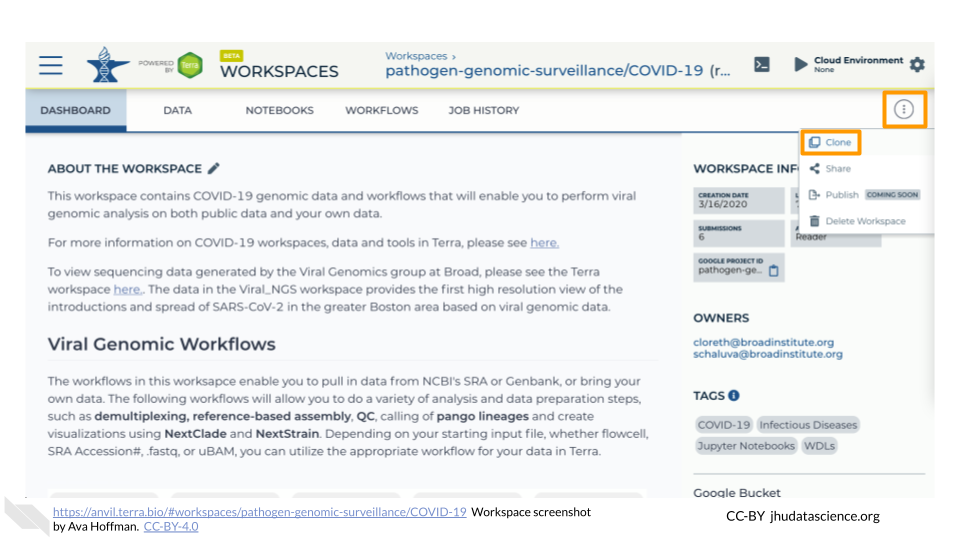 POWERED BY Terra
BETA
WORKSPACES
Workspaces ›
pathogen-genomic-surveillance/COVID-19 (r...
Cloud Environment
None
DASHBOARD DATA NOTEBOOKS WORKFLOWS JOB HISTORY
Clone
Share
Publish COMING SOON
Delete Workspace
ABOUT THE WORKSPACE
This workspace contains COVID-19 genomic data and workflows that will enable you to perform viral
genomic analysis on both public data and your own data.
For more information on COVID-19 workspaces, data and tools in Terra, please see here.
To view sequencing data generated by the Viral Genomics group at Broad, please see the Terra
workspace here.. The data in the Viral_NGS workspace provides the first high resolution view of the
introductions and spread of SARS-CoV-2 in the greater Boston area based on viral genomic data.
Viral Genomic Workflows
The workflows in this worksapce enable you to pull in data from NCBI's SRA or Genbank, or bring your
own data. The following workflows will allow you to do a variety of analysis and data preparation steps,
such as demultiplexing, reference-based assembly, QC, calling of pango lineages and create
visualizations using NextClade and NextStrain. Depending on your starting input file, whether flowcell,
SRA Accession#, .fastq, or uBAM, you can utilize the appropriate workflow for your data in Terra.
WORKSPACE INF
CREATION DATE
3/16/2020
SUBMISSIONS
6
Reader
GOOGLE PROJECT ID
pathogen-ge...
OWNERS
cloreth@broadinstitute.org
schaluva@broadinstitute.org
TAGS
COVID-19 Infectious Diseases
Jupyter Notebooks WDLs
Google Bucket
https://anvil.terra.bio/#workspaces/pathogen-genomic-surveillance/COVID-19 Workspace screenshot
by Ava Hoffman. CC-BY-4.0
CC-BY jhudatascience.org